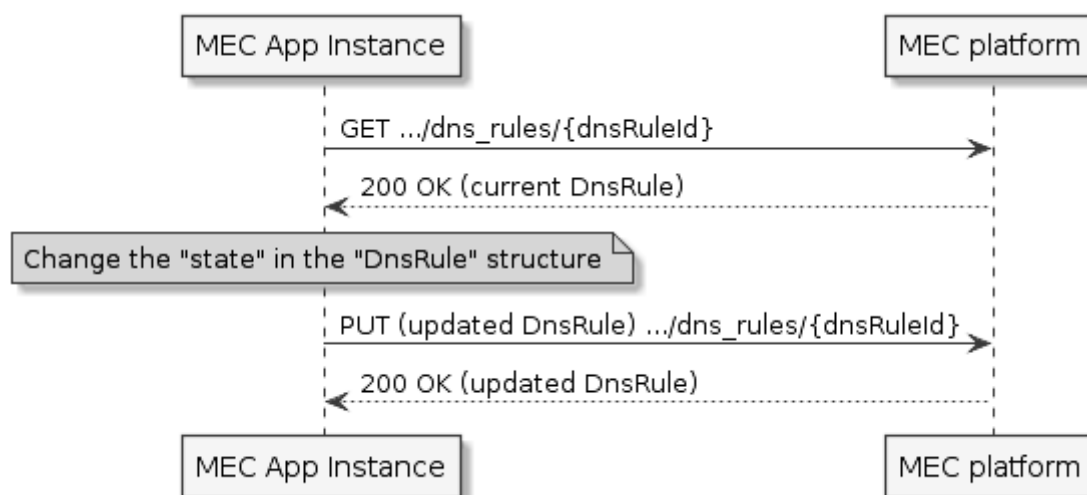 MEC App Instance
MEC platform
GET .../dns_rules/{dnsRuleId}
200 OK (current DnsRule)
Change the "state" in the "DnsRule" structure
PUT (updated DnsRule) .../dns_rules/{dnsRuleId}
200 OK (updated DnsRule)
MEC App Instance
MEC platform